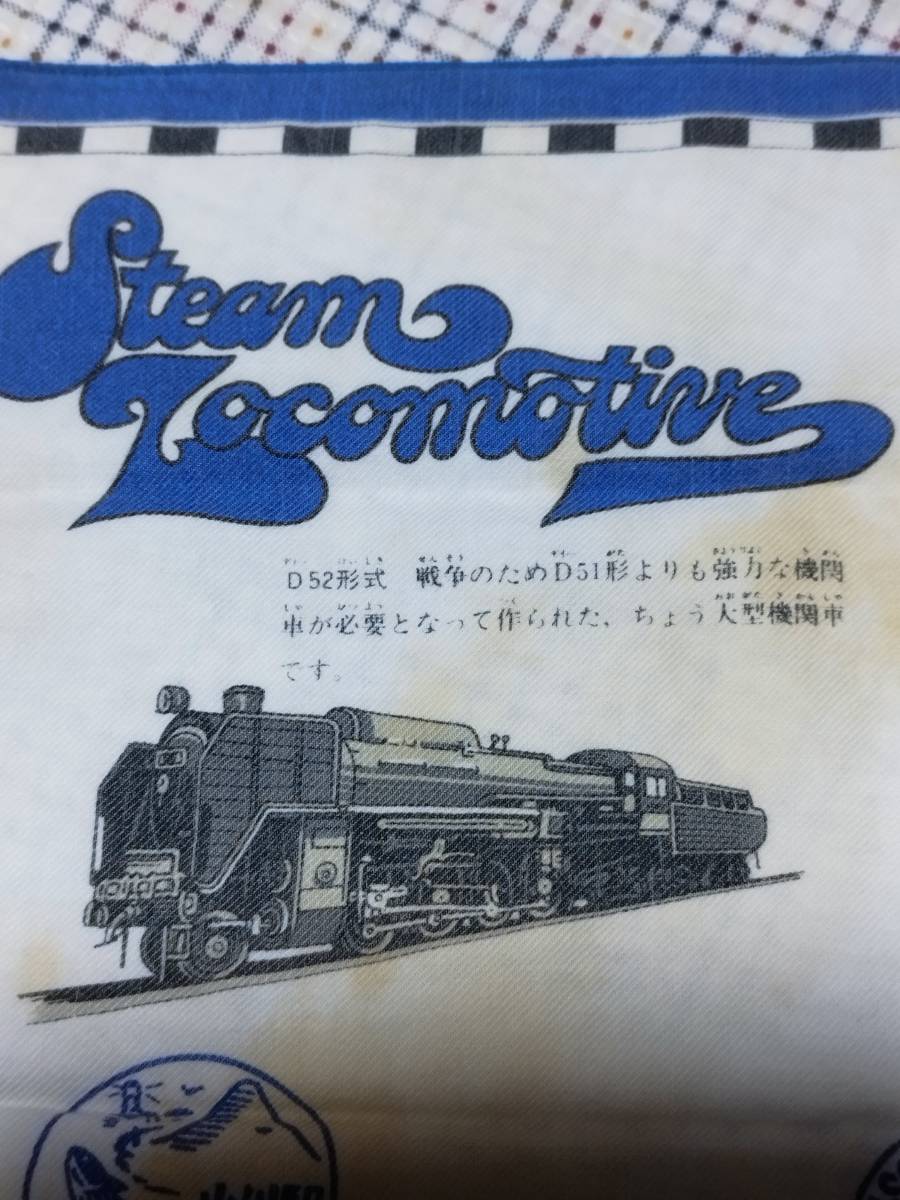 Steam
Locomotive
D52形式 戦争のためD51形よりも強力な機関
車が必要となって作られた、ちょう大型機関車
です。